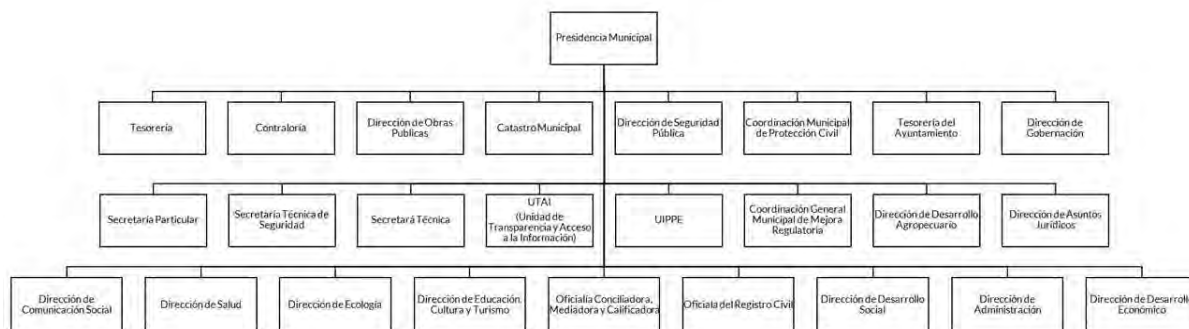 Presidencia Municipal
Tesorería
Contraloría
Dirección de Obras
Publicas
Catastro Municipal
Dirección de Seguridad
Pública
Coordinación Municipal
de Protección Civil
Tesorería del
Ayuntamiento
Dirección de
Gobernación
Secretaría Particular
Secretaría Técnica de
Seguridad
Secretará Técnica
UTAI
(Unidad de
Transparencia y Acceso
a la Información)
UIPPE
Coordinación General
Municipal de Mejora
Regulatoria
Dirección de Desarrollo
Agropecuario
Dirección de Asuntos
Jurídicos
Dirección de
Comunicación Social
Dirección de Salud
Dirección de Ecología
Dirección de Educación,
Cultura y Turismo
Oficialía Conciliadora,
Mediadora y Calificadora
Oficiala del Registro Civil
Dirección de Desarrollo
Social
Dirección de
Administración
Dirección de Desarrollo
Económico